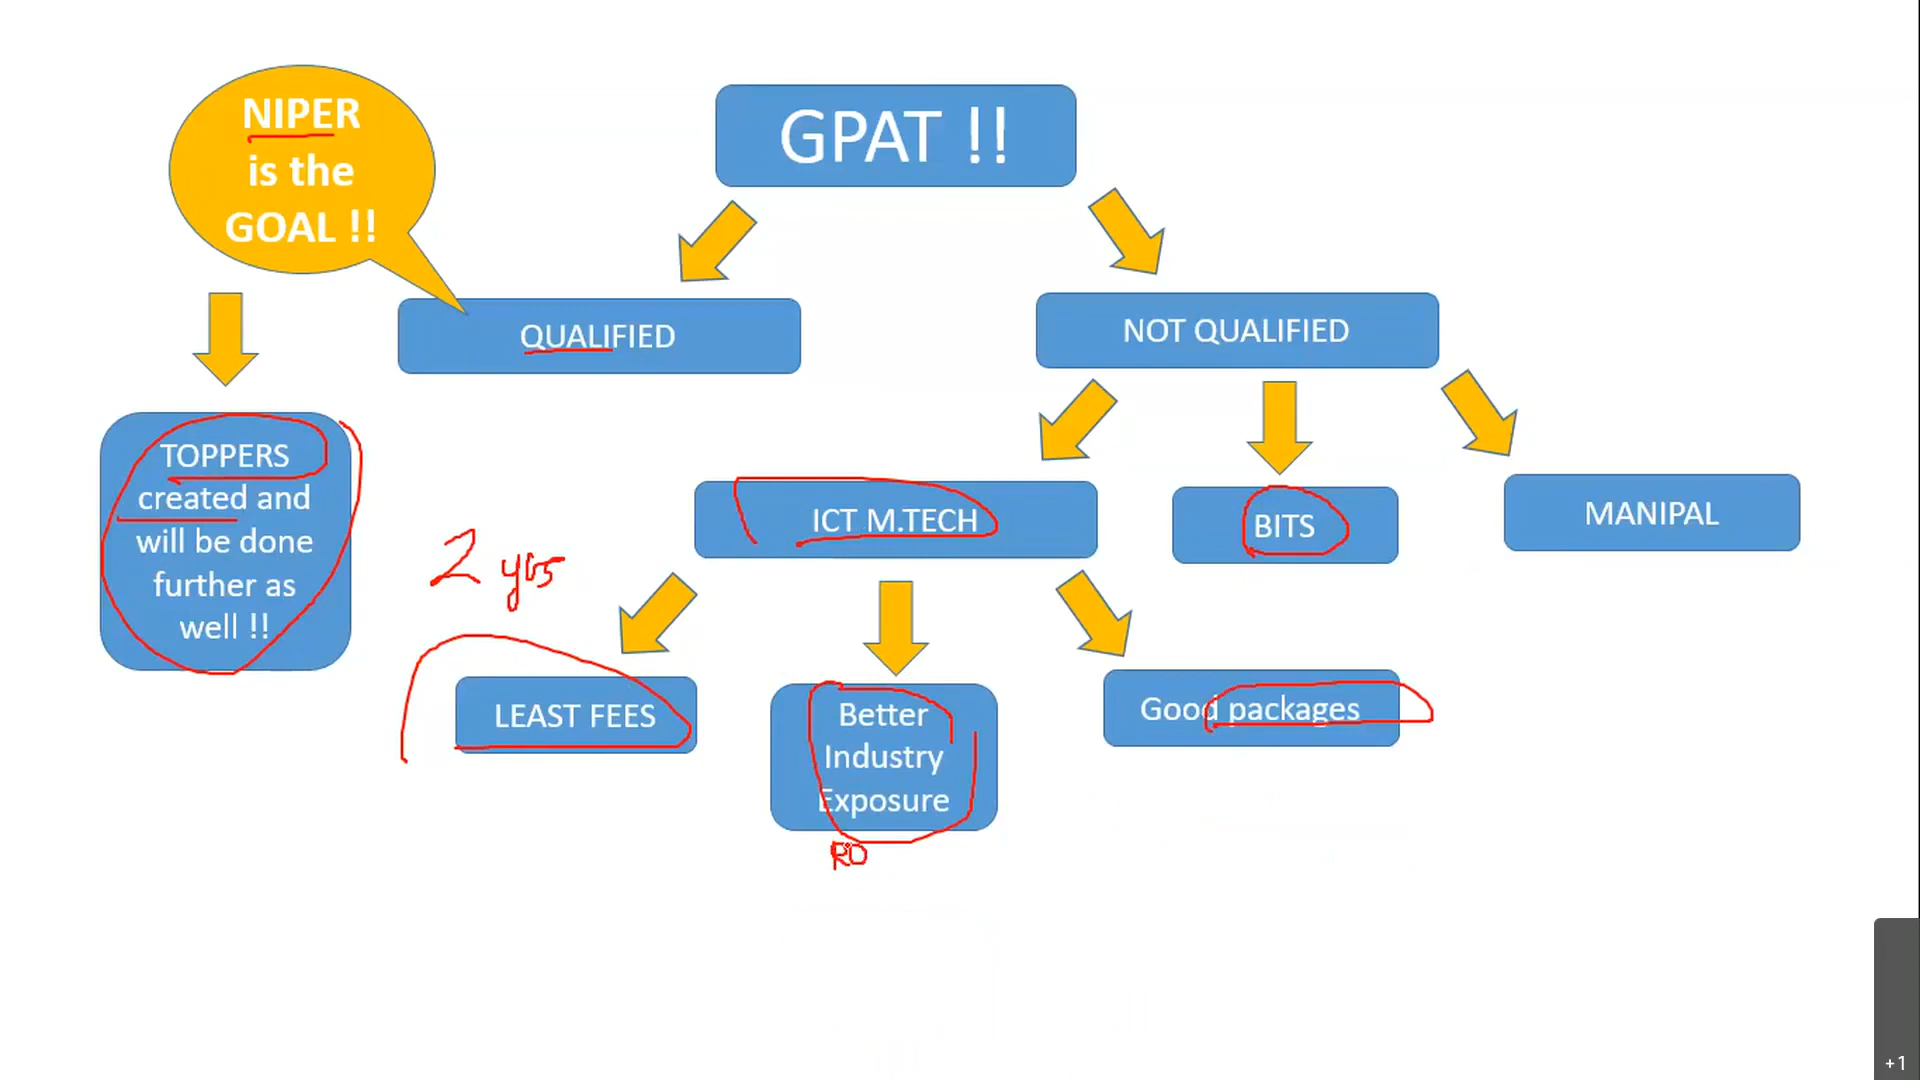 NIPER
is the
GOAL !!
GPAT !!
QUALIFIED
NOT QUALIFIED
TOPPERS
created and
will be done
further as
well !!
ICT M.TECH
BITS
MANIPAL
2 yrs
LEAST FEES
Better
Industry
Exposure
Good packages
RD
+1